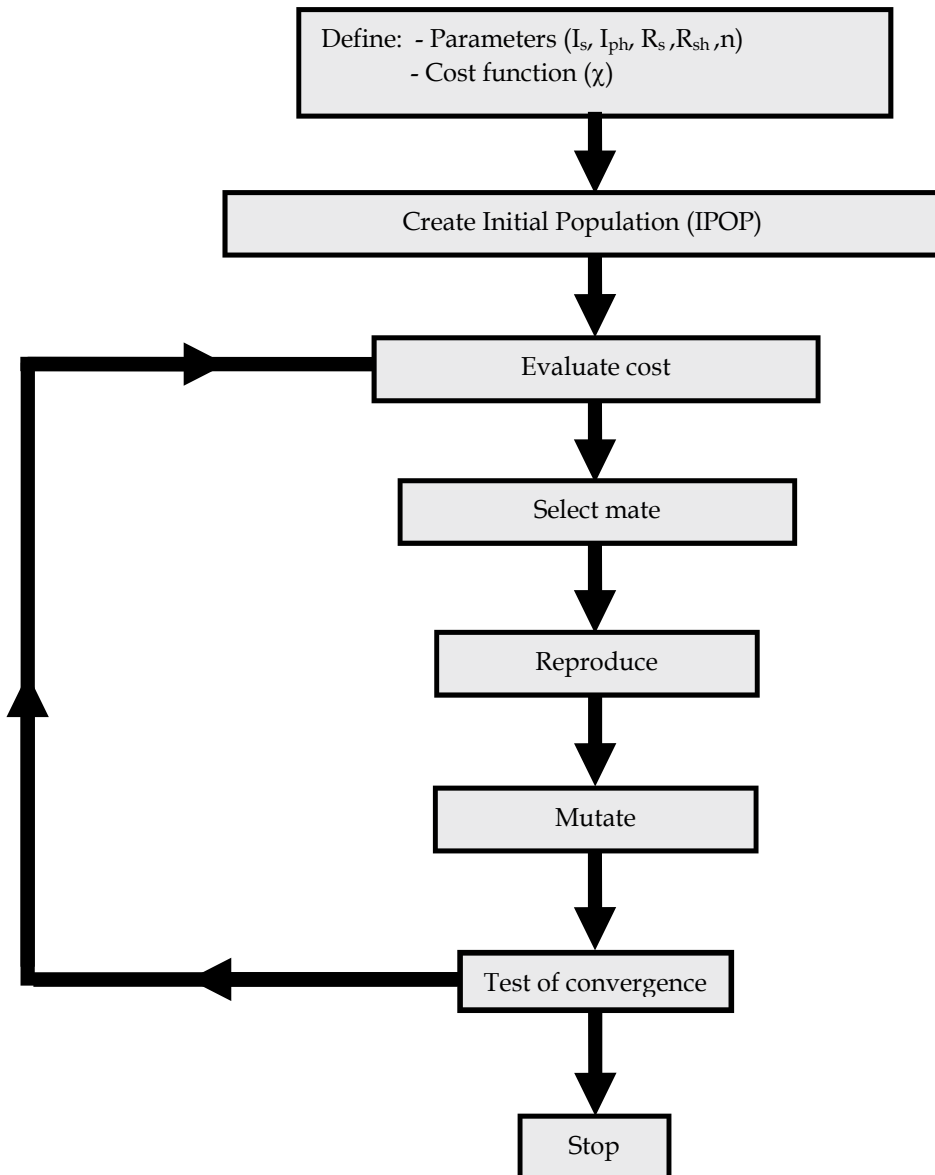 Define: - Parameters (Iₛ, Iₚₕ, Rₛ ,Rₛₕ ,n)
- Cost function (χ)
Create Initial Population (IPOP)
Evaluate cost
Select mate
Reproduce
Mutate
Test of convergence
Stop